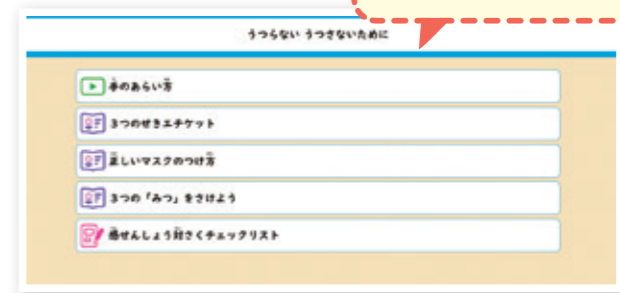 うつらない うつさないために
手のあらい方
3つのせきエチケット
正しいマスクのつけ方
3つの「みつ」をさけよう
感せんしょう対さくチェックリスト